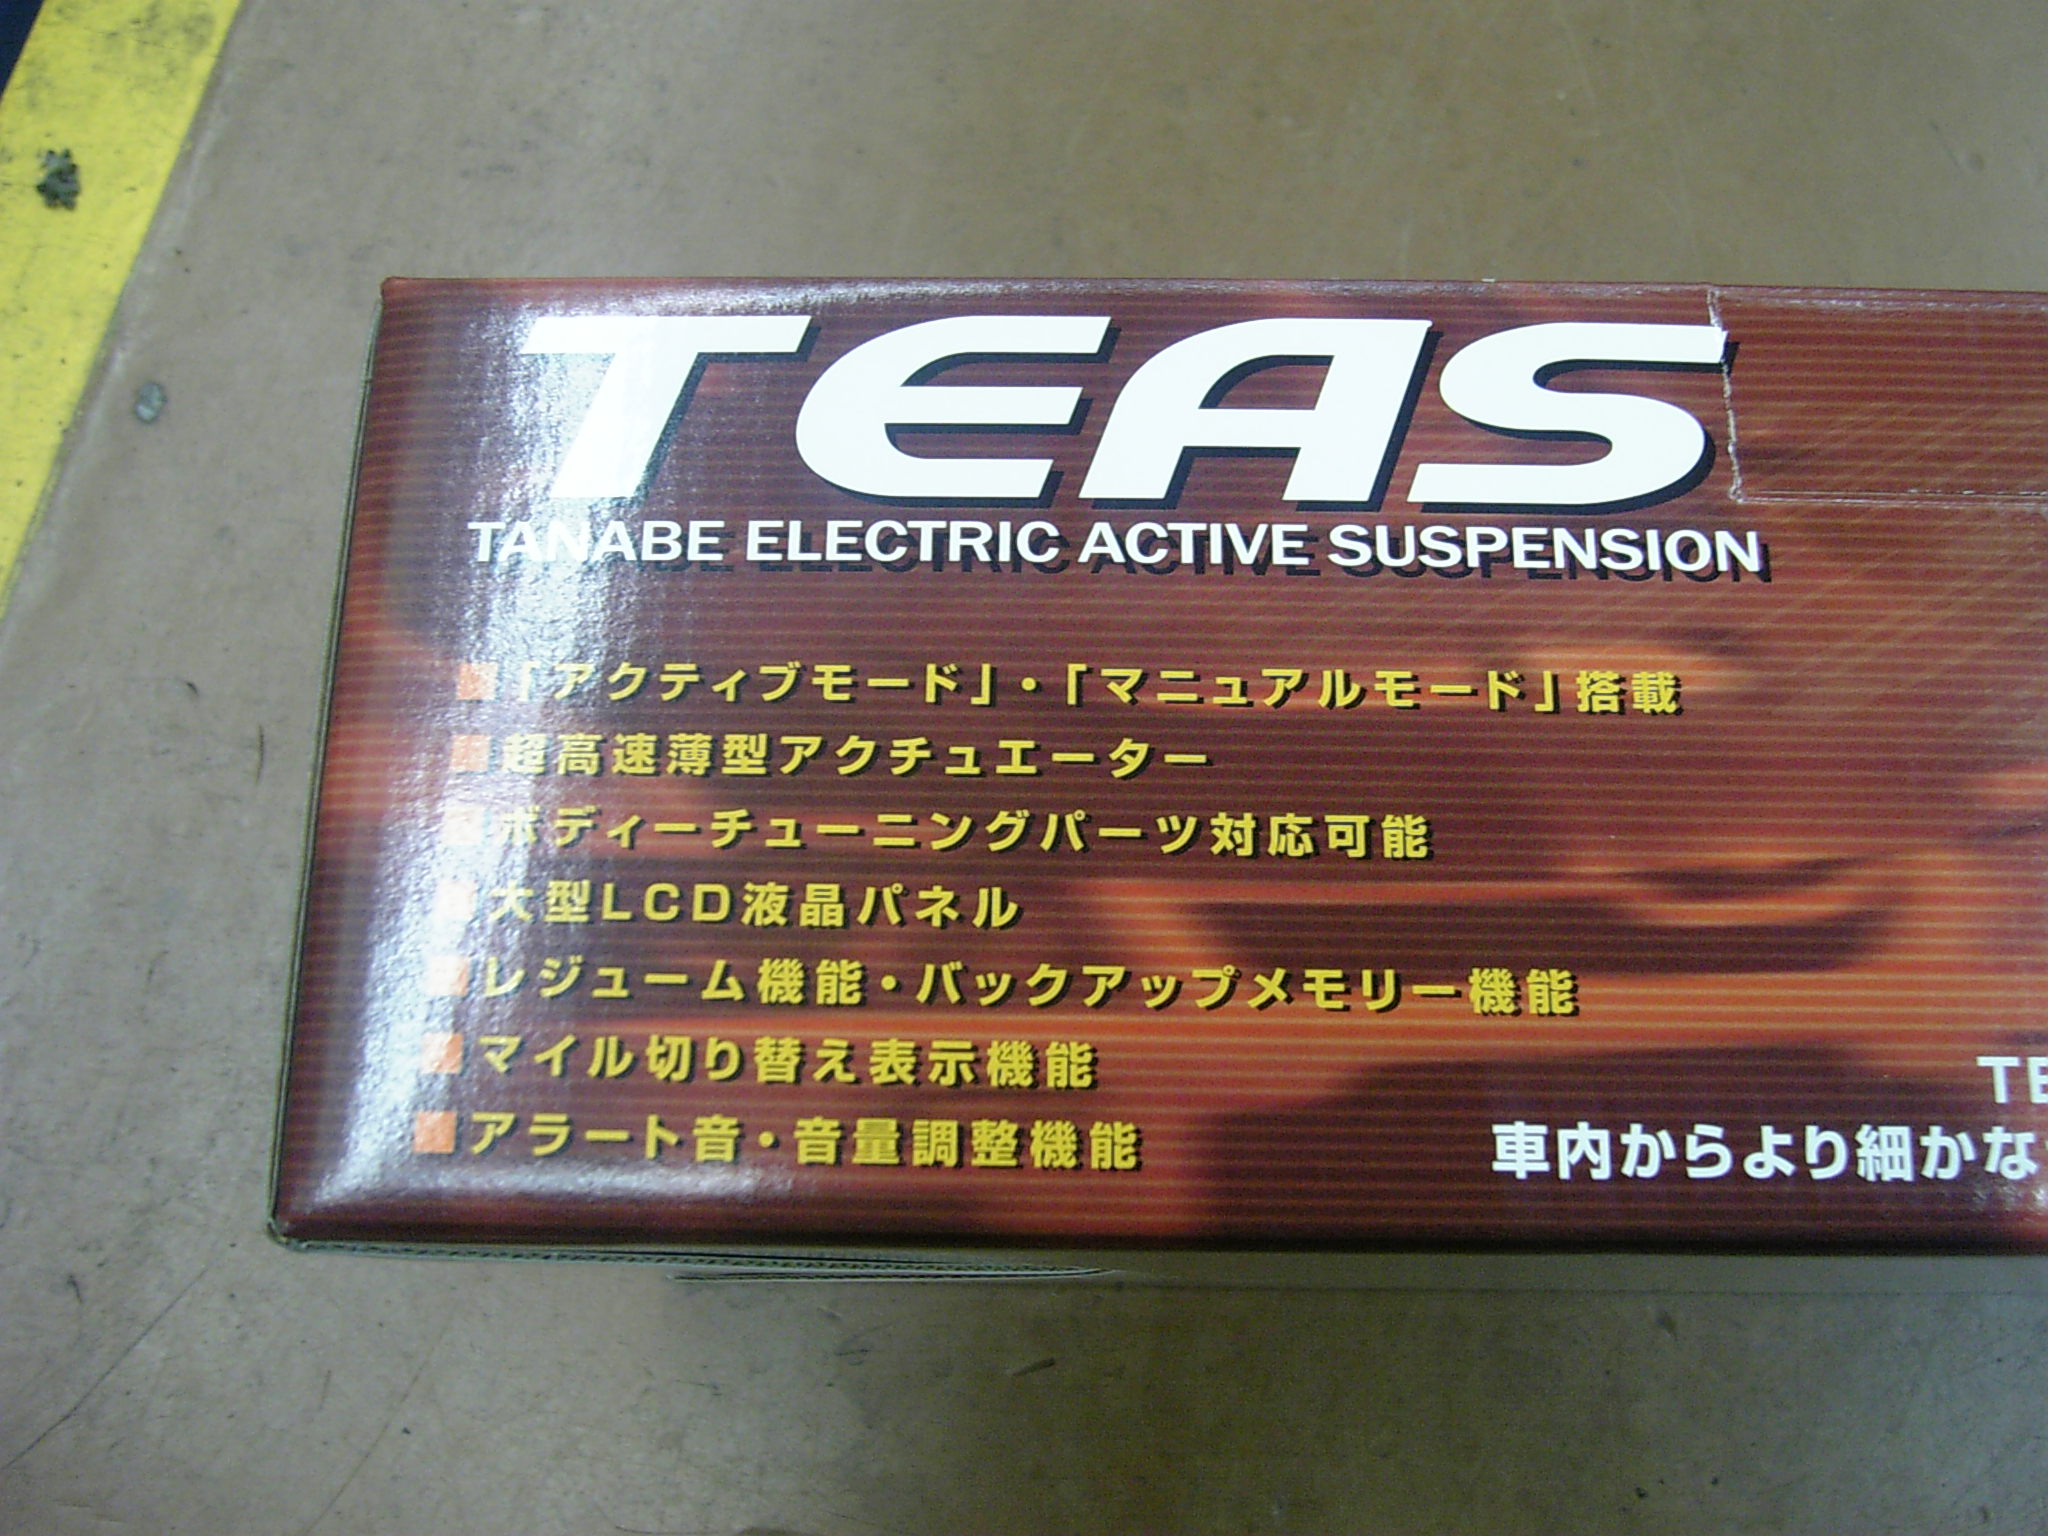 TEAS
TANABE ELECTRIC ACTIVE SUSPENSION
■「アクティブモード」・「マニュアルモード」搭載
■超高速薄型アクチュエーター
■ボディーチューニングパーツ対応可能
■大型LCD液晶パネル
■レジューム機能・バックアップメモリー機能
■マイル切り替え表示機能
■アラート音・音量調整機能
TE
車内からより細かな